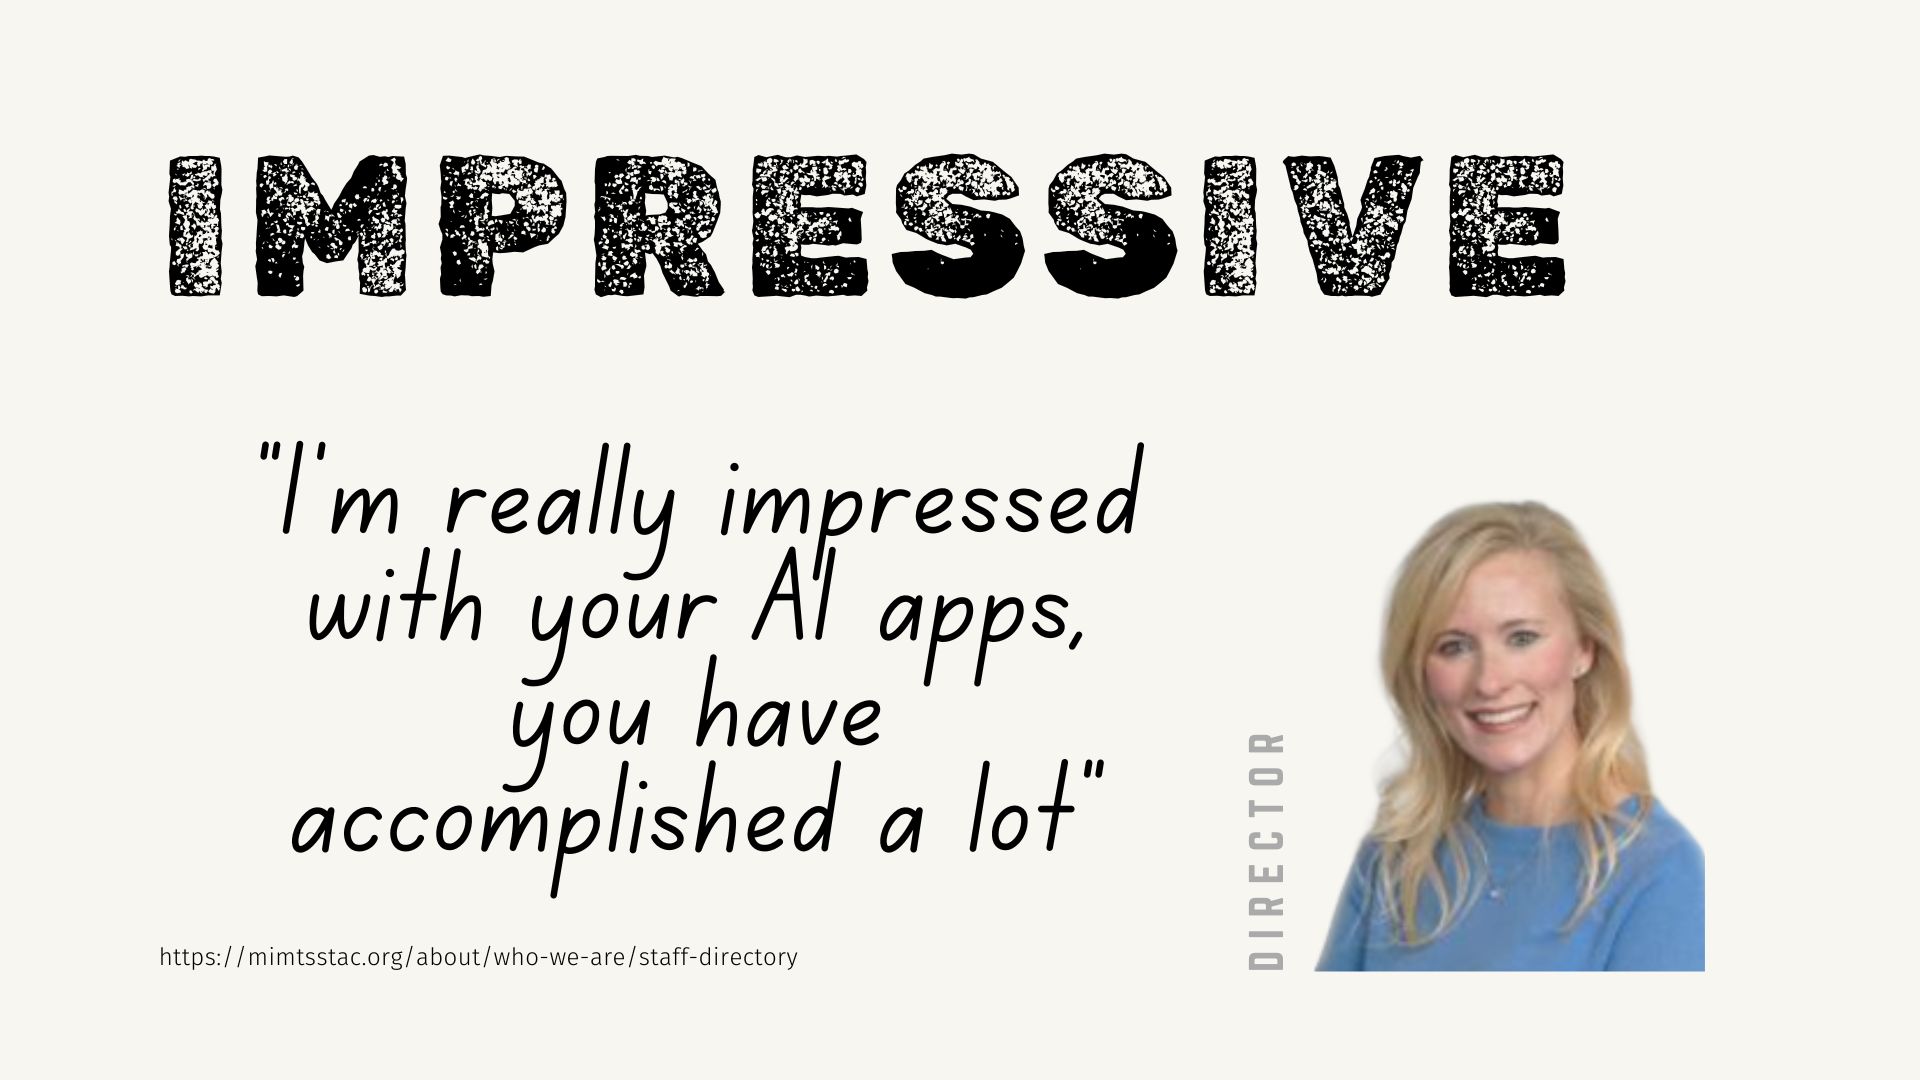 IMPRESSIVE
"I'm really impressed
with your AI apps,
you have
accomplished a lot"
DIRECTOR
https://mimtsstac.org/about/who-we-are/staff-directory